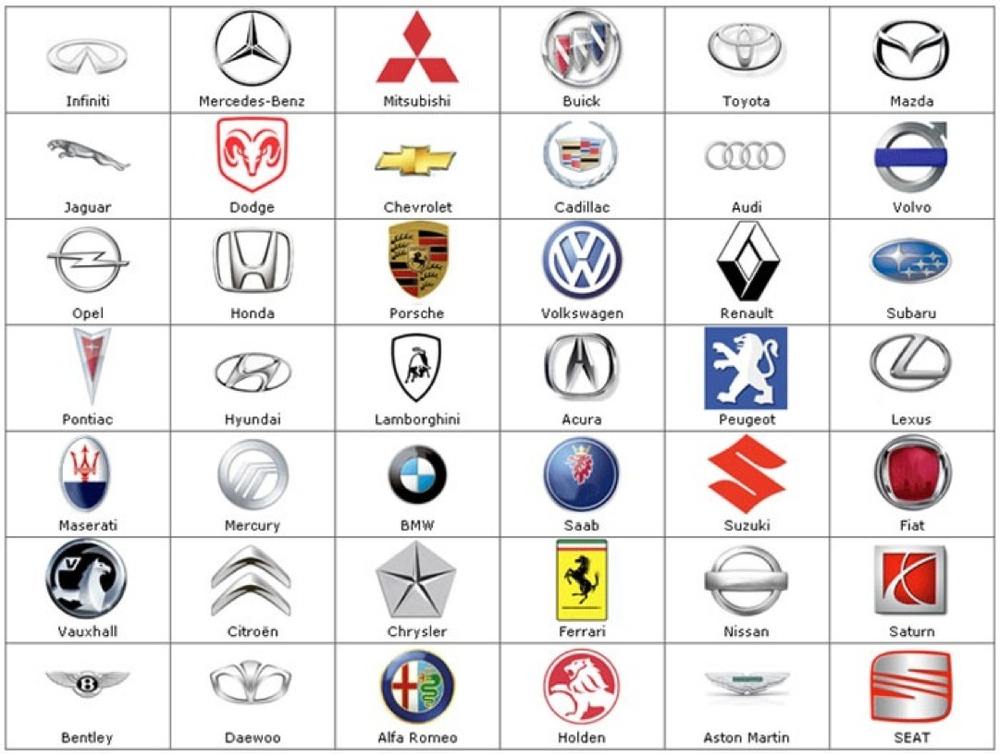 Infiniti
Mercedes-Benz
Mitsubishi
Buick
Toyota
Mazda
Jaguar
Dodge
Chevrolet
Cadillac
Audi
Volvo
Opel
Honda
Porsche
Volkswagen
Renault
Subaru
Pontiac
Hyundai
Lamborghini
Acura
Peugeot
Lexus
Maserati
Mercury
BMW
Saab
Suzuki
Fiat
Vauxhall
Citroën
Chrysler
Ferrari
Nissan
Saturn
Bentley
Daewoo
Alfa Romeo
Holden
Aston Martin
SEAT